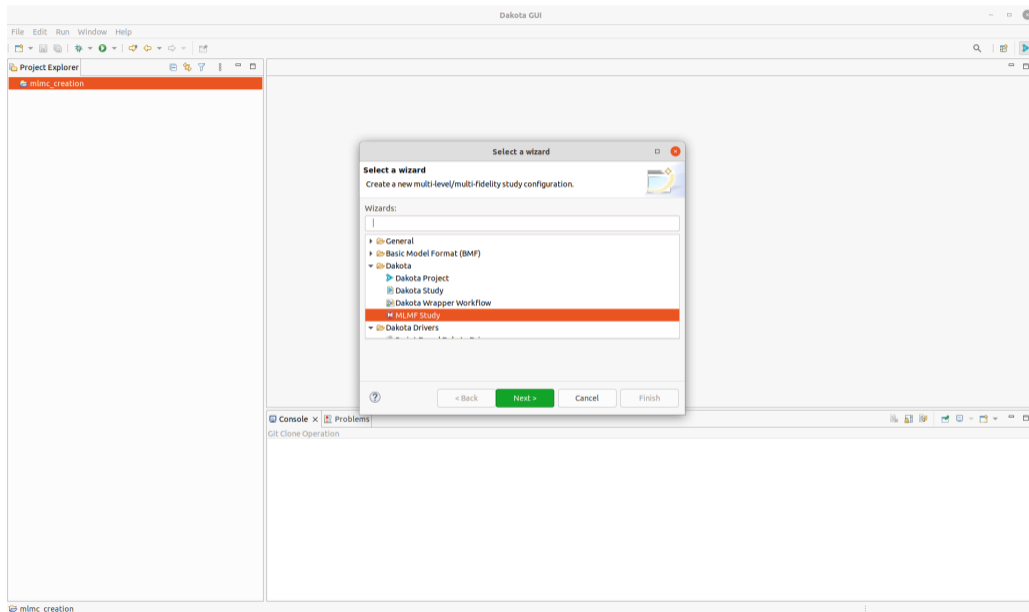 Dakota GUI
File Edit Run Window Help
Project Explorer
mlmc_creation
Select a wizard
Select a wizard
Create a new multi-level/multi-fidelity study configuration.
Wizards:
General
Basic Model Format (BMF)
Dakota
Dakota Project
Dakota Study
Dakota Wrapper Workflow
MLMF Study
Dakota Drivers
< Back Next > Cancel Finish
Console Problems
Git Clone Operation
mlmc_creation